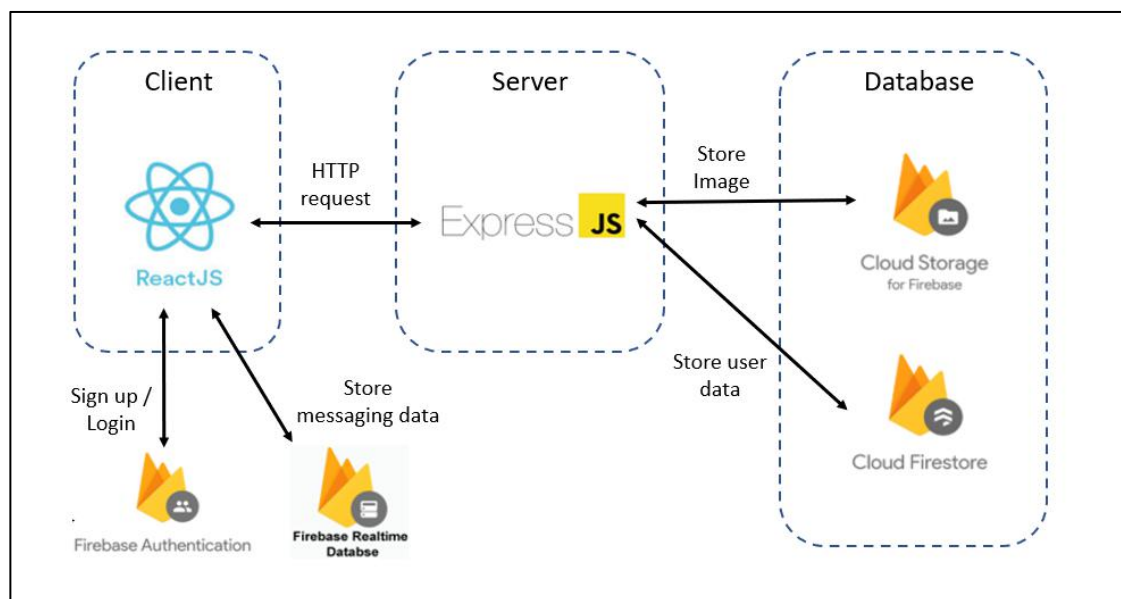 Client
Server
Database
HTTP
request
Store
Image
Express JS
ReactJS
Cloud Storage
for Firebase
Sign up /
Login
Store
messaging data
Store user
data
Cloud Firestore
Firebase Authentication
Firebase Realtime
Databse